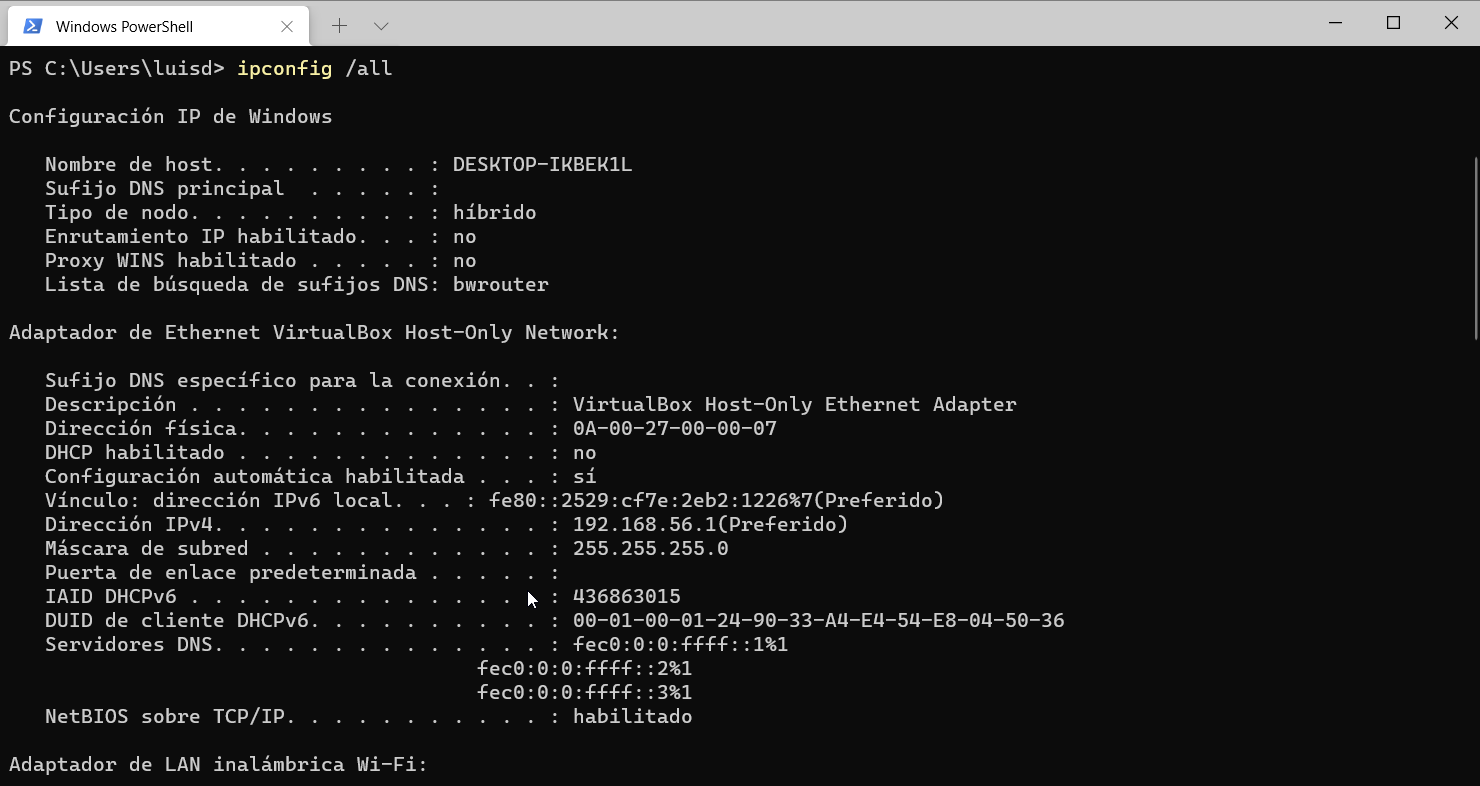 Windows PowerShell
PS C:\Users\luisd> ipconfig /all
Configuración IP de Windows
Nombre de host. . . . . . . . . : DESKTOP-IKBEK1L
Sufijo DNS principal  . . . . . :
Tipo de nodo. . . . . . . . . . : híbrido
Enrutamiento IP habilitado. . . : no
Proxy WINS habilitado . . . . . : no
Lista de búsqueda de sufijos DNS: bwrouter
Adaptador de Ethernet VirtualBox Host-Only Network:
Sufijo DNS específico para la conexión. . :
Descripción . . . . . . . . . . . . . . . : VirtualBox Host-Only Ethernet Adapter
Dirección física. . . . . . . . . . . . . : 0A-00-27-00-00-07
DHCP habilitado . . . . . . . . . . . . . : no
Configuración automática habilitada . . . : sí
Vínculo: dirección IPv6 local. . . : fe80::2529:cf7e:2eb2:1226%7(Preferido)
Dirección IPv4. . . . . . . . . . . . . . : 192.168.56.1(Preferido)
Máscara de subred . . . . . . . . . . . . : 255.255.255.0
Puerta de enlace predeterminada . . . . . :
IAID DHCPv6 . . . . . . . . . . . . . . . : 436863015
DUID de cliente DHCPv6. . . . . . . . . . : 00-01-00-01-24-90-33-A4-E4-54-E8-04-50-36
Servidores DNS. . . . . . . . . . . . . . : fec0:0:0:ffff::1%1
fec0:0:0:ffff::2%1
fec0:0:0:ffff::3%1
NetBIOS sobre TCP/IP. . . . . . . . . . . : habilitado
Adaptador de LAN inalámbrica Wi-Fi: